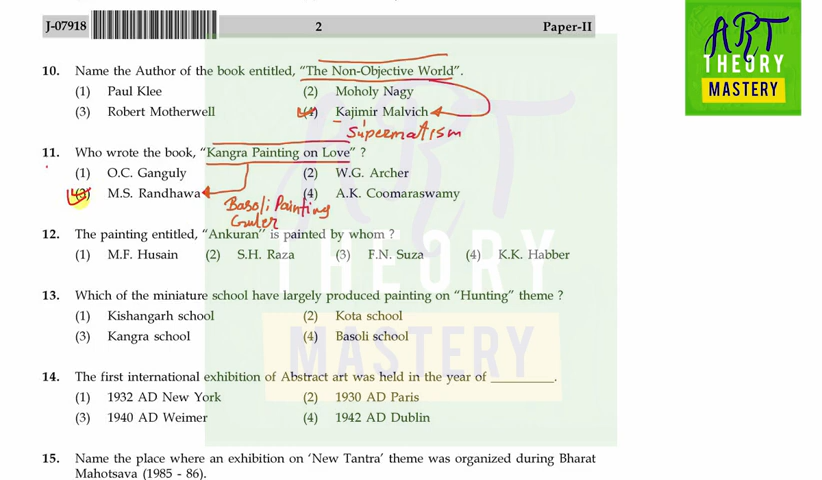 J-07918 2 Paper-II
ART
THEORY
MASTERY
10. Name the Author of the book entitled, “The Non-Objective World”.
(1) Paul Klee (2) Moholy Nagy
(3) Robert Motherwell (4) Kajimir Malvich
Supermatism
11. Who wrote the book, “Kangra Painting on Love” ?
(1) O.C. Ganguly (2) W.G. Archer
(3) M.S. Randhawa (4) A.K. Coomaraswamy
Basoli Painting
Guler
12. The painting entitled, “Ankuran” is painted by whom ?
(1) M.F. Husain (2) S.H. Raza (3) F.N. Suza (4) K.K. Habber
13. Which of the miniature school have largely produced painting on “Hunting” theme ?
(1) Kishangarh school (2) Kota school
(3) Kangra school (4) Basoli school
14. The first international exhibition of Abstract art was held in the year of __________.
(1) 1932 AD New York (2) 1930 AD Paris
(3) 1940 AD Weimer (4) 1942 AD Dublin
15. Name the place where an exhibition on ‘New Tantra’ theme was organized during Bharat
Mahotsava (1985 - 86).
ART
THEORY
MASTERY